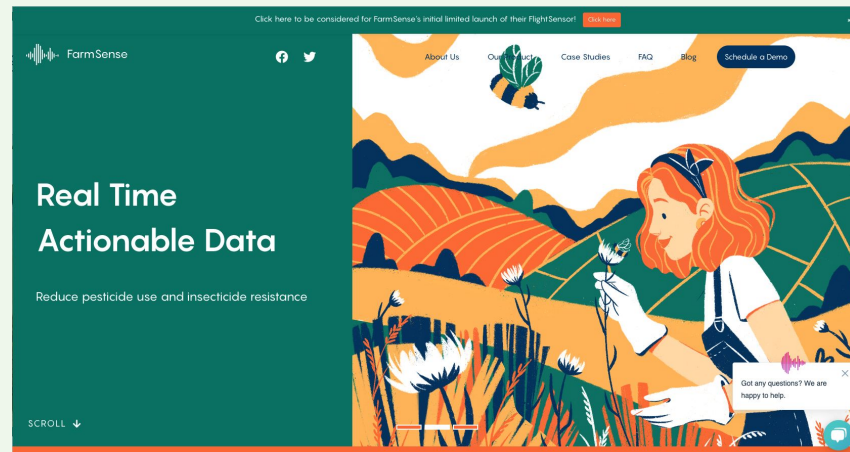 Click here to be considered for FarmSense's initial limited launch of their FlightSensor! Click here
FarmSense
About Us Our Product Case Studies FAQ Blog Schedule a Demo
Real Time
Actionable Data
Reduce pesticide use and insecticide resistance
Got any questions? We are
happy to help.
SCROLL